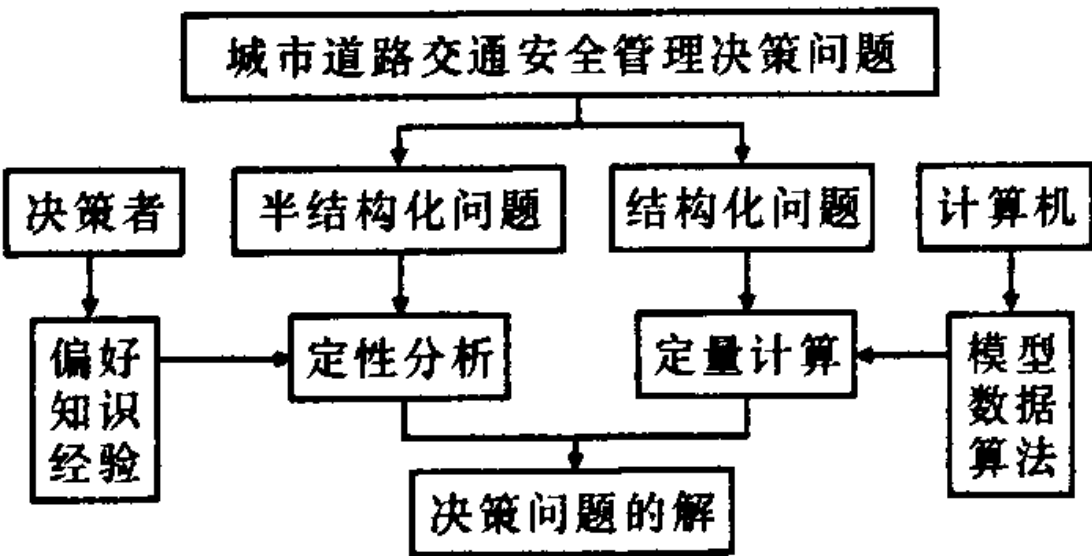 城市道路交通安全管理决策问题
决策者
半结构化问题
结构化问题
计算机
偏好
知识
经验
定性分析
定量计算
模型
数据
算法
决策问题的解